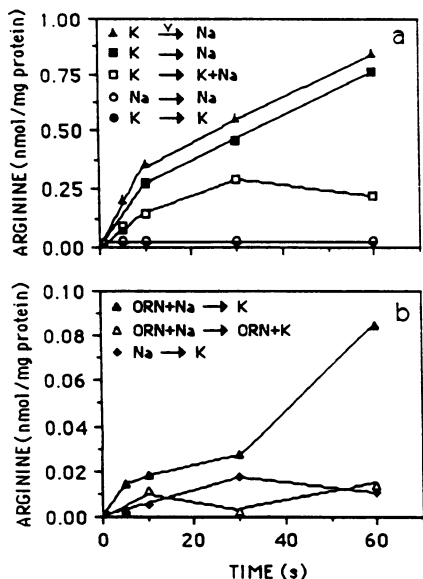 ARGININE (nmol/mg protein)
1.00
0.75
0.50
0.25
0.00
a
▲ K V → Na
■ K → Na
□ K → K+Na
○ Na → Na
● K → K
ARGININE (nmol/mg protein)
0.10
0.08
0.06
0.04
0.02
0.00
b
▲ ORN+Na → K
△ ORN+Na → ORN+K
◆ Na → K
0 20 40 60
TIME (s)